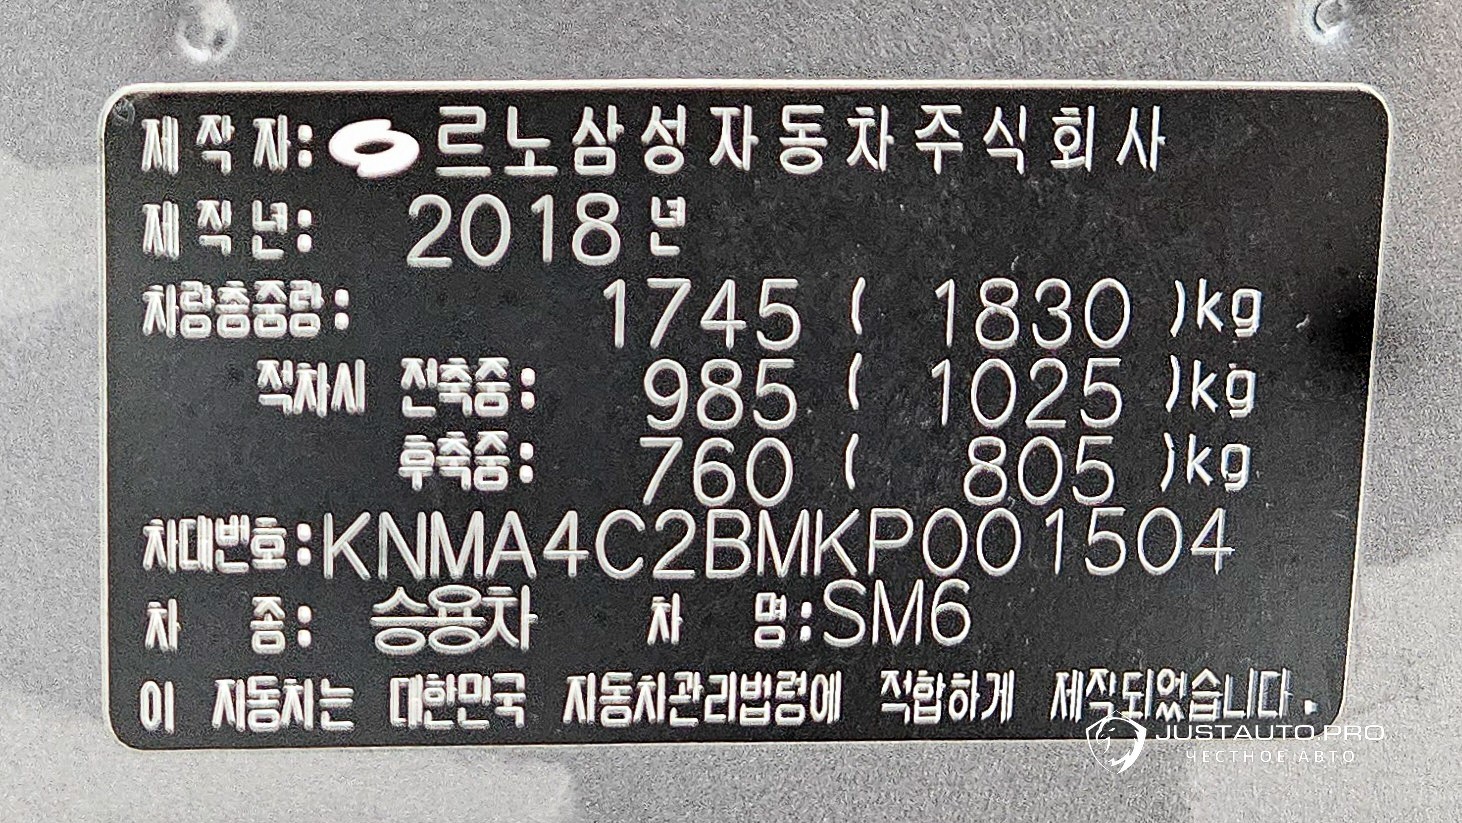 제 작 자: 르노삼성자동차주식회사
제 작 년: 2018 년
차량총중량: 1745 ( 1830 )kg
적차시 전축중: 985 ( 1025 )kg
후축중: 760 ( 805 )kg
차대번호:KNMA4C2BMKP001504
차 종: 승용차 차 명:SM6
이 자동차는 대한민국 자동차관리법령에 적합하게 제작되었습니다.
JUSTAUTO.PRO
ЧЕСТНОЕ АВТО